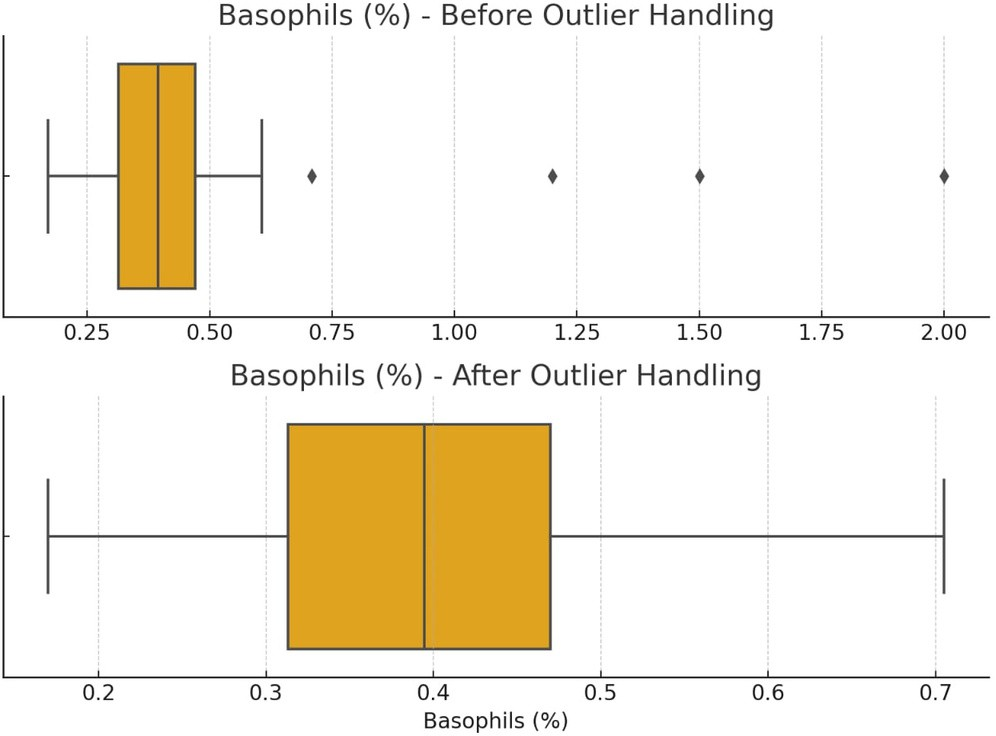 Basophils (%) - Before Outlier Handling
0.25 0.50 0.75 1.00 1.25 1.50 1.75 2.00
Basophils (%) - After Outlier Handling
0.2 0.3 0.4 0.5 0.6 0.7
Basophils (%)